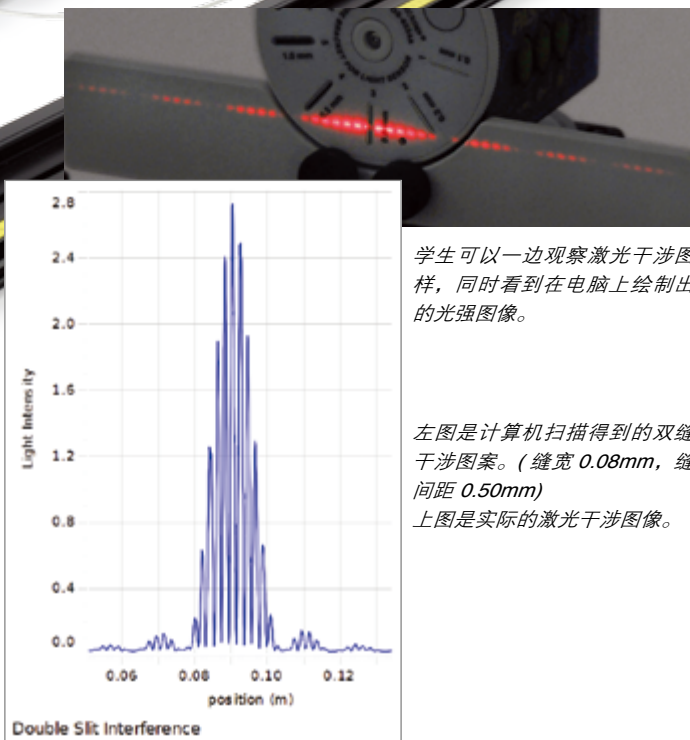 学生可以一边观察激光干涉图
样，同时看到在电脑上绘制出
的光强图像。
左图是计算机扫描得到的双缝
干涉图案。( 缝宽 0.08mm，缝
间距 0.50mm)
上图是实际的激光干涉图像。
2.8
2.4
2.0
1.6
1.2
0.8
0.4
0.0
Light Intensity
0.06 0.08 0.10 0.12
position (m)
Double Slit Interference